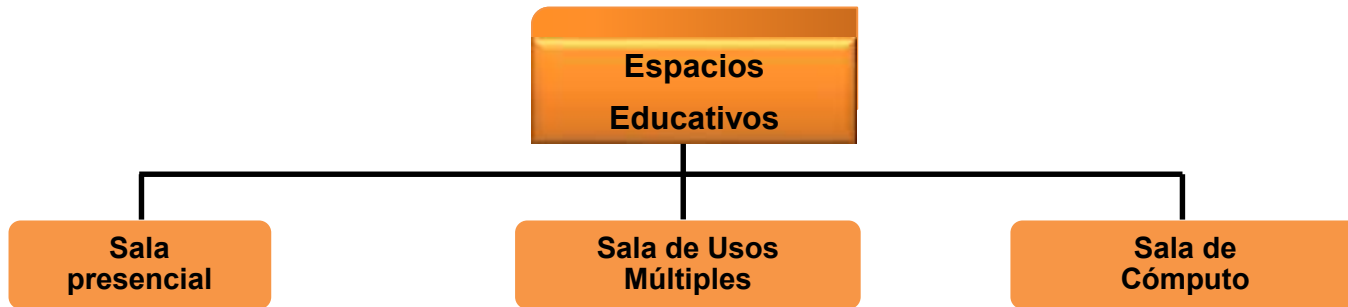 Espacios
Educativos
Sala
presencial
Sala de Usos
Múltiples
Sala de
Cómputo